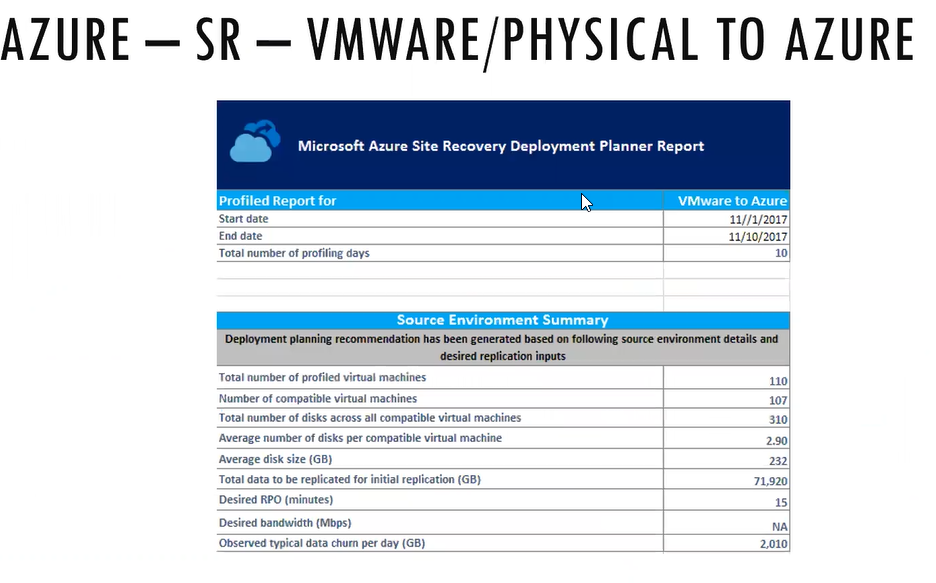 AZURE – SR – VMWARE/PHYSICAL TO AZURE
Microsoft Azure Site Recovery Deployment Planner Report
Profiled Report for VMware to Azure
Start date 11//1/2017
End date 11/10/2017
Total number of profiling days 10
Source Environment Summary
Deployment planning recommendation has been generated based on following source environment details and
desired replication inputs
Total number of profiled virtual machines 110
Number of compatible virtual machines 107
Total number of disks across all compatible virtual machines 310
Average number of disks per compatible virtual machine 2.90
Average disk size (GB) 232
Total data to be replicated for initial replication (GB) 71,920
Desired RPO (minutes) 15
Desired bandwidth (Mbps) NA
Observed typical data churn per day (GB) 2,010